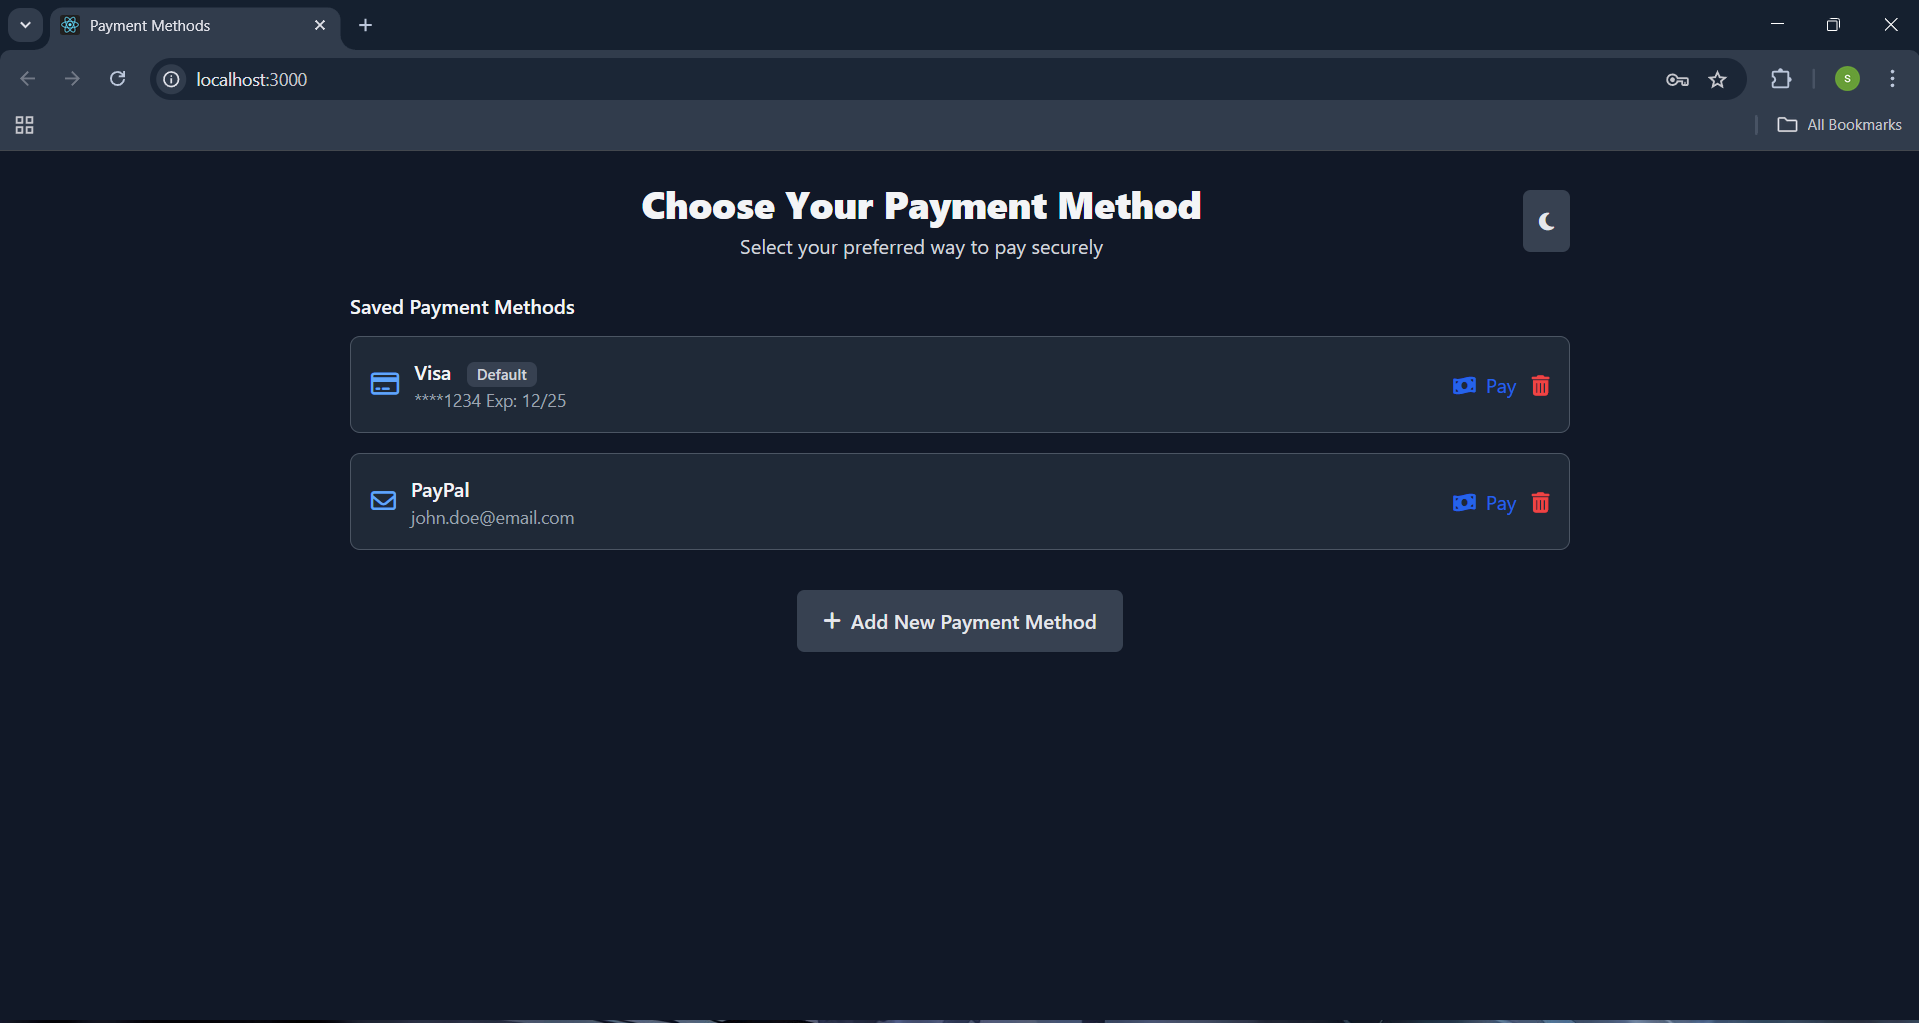 Payment Methods
localhost:3000
S
All Bookmarks
Choose Your Payment Method
Select your preferred way to pay securely
Saved Payment Methods
Visa Default
****1234 Exp: 12/25
Pay
PayPal
john.doe@email.com
Pay
+ Add New Payment Method